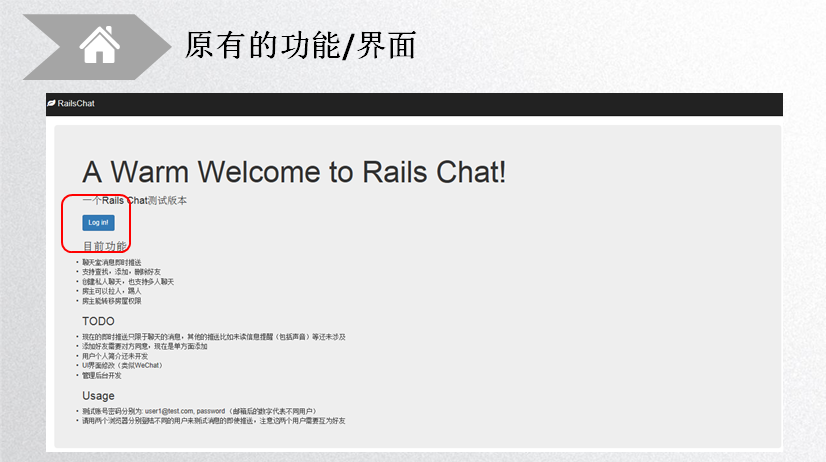 原有的功能/界面
RailsChat
A Warm Welcome to Rails Chat!
一个Rails Chat测试版本
Log in!
目前功能
聊天室消息即时推送
支持查找，添加，删除好友
创建私人聊天，也支持多人聊天
房主可以拉人，踢人
房主能转移房屋权限
TODO
现在的即时推送只限于聊天的消息，其他的推送比如未读信息提醒（包括声音）等还未涉及
添加好友需要对方同意，现在是单方面添加
用户个人简介还未开发
UI界面修改（类似WeChat）
管理后台开发
Usage
测试账号密码分别为: user1@test.com, password（邮箱后的数字代表不同用户）
请用两个浏览器分别登陆不同的用户来测试消息的即使推送，注意这两个用户需要互为好友